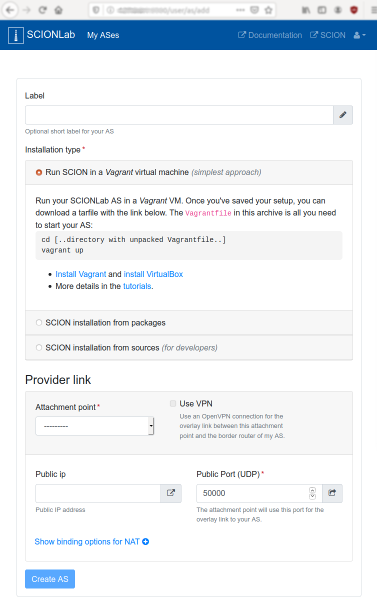 /user/as/add
SCIONLab My ASes Documentation SCION
Label
Optional short label for your AS
Installation type*
Run SCION in a Vagrant virtual machine (simplest approach)
Run your SCIONLab AS in a Vagrant VM. Once you've saved your setup, you can
download a tarfile with the link below. The Vagrantfile in this archive is all you need
to start your AS:
cd [..directory with unpacked Vagrantfile..]
vagrant up
Install Vagrant and install VirtualBox
More details in the tutorials.
SCION installation from packages
SCION installation from sources (for developers)
Provider link
Attachment point*
---------
Use VPN
Use an OpenVPN connection for the
overlay link between this attachment
point and the border router of my AS.
Public ip
Public IP address
Public Port (UDP)*
50000
The attachment point will use this port for the
overlay link to your AS.
Show binding options for NAT
Create AS